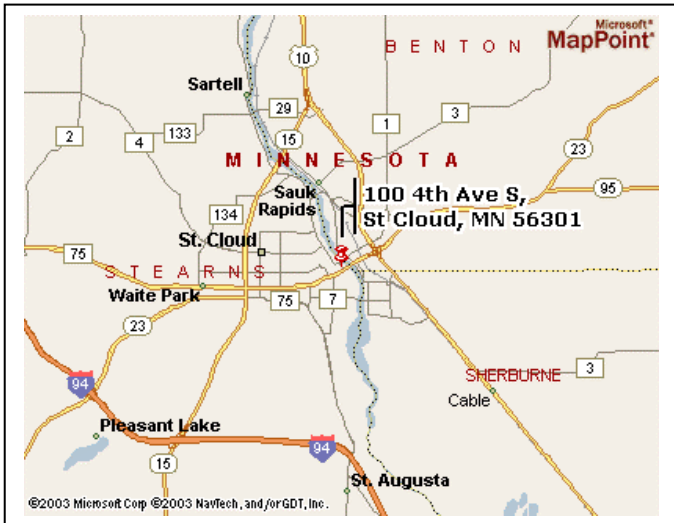 Microsoft®
MapPoint®
BENTON
10
Sartell
29
3
2
133
4
15
1
23
MINNESOTA
95
Sauk
Rapids
100 4th Ave S,
St Cloud, MN 56301
134
St. Cloud
75
STEARNS
Waite Park
75
7
23
SHERBURNE
3
94
Cable
Pleasant Lake
94
15
St. Augusta
©2003 Microsoft Corp ©2003 NavTech, and/or GDT, Inc.